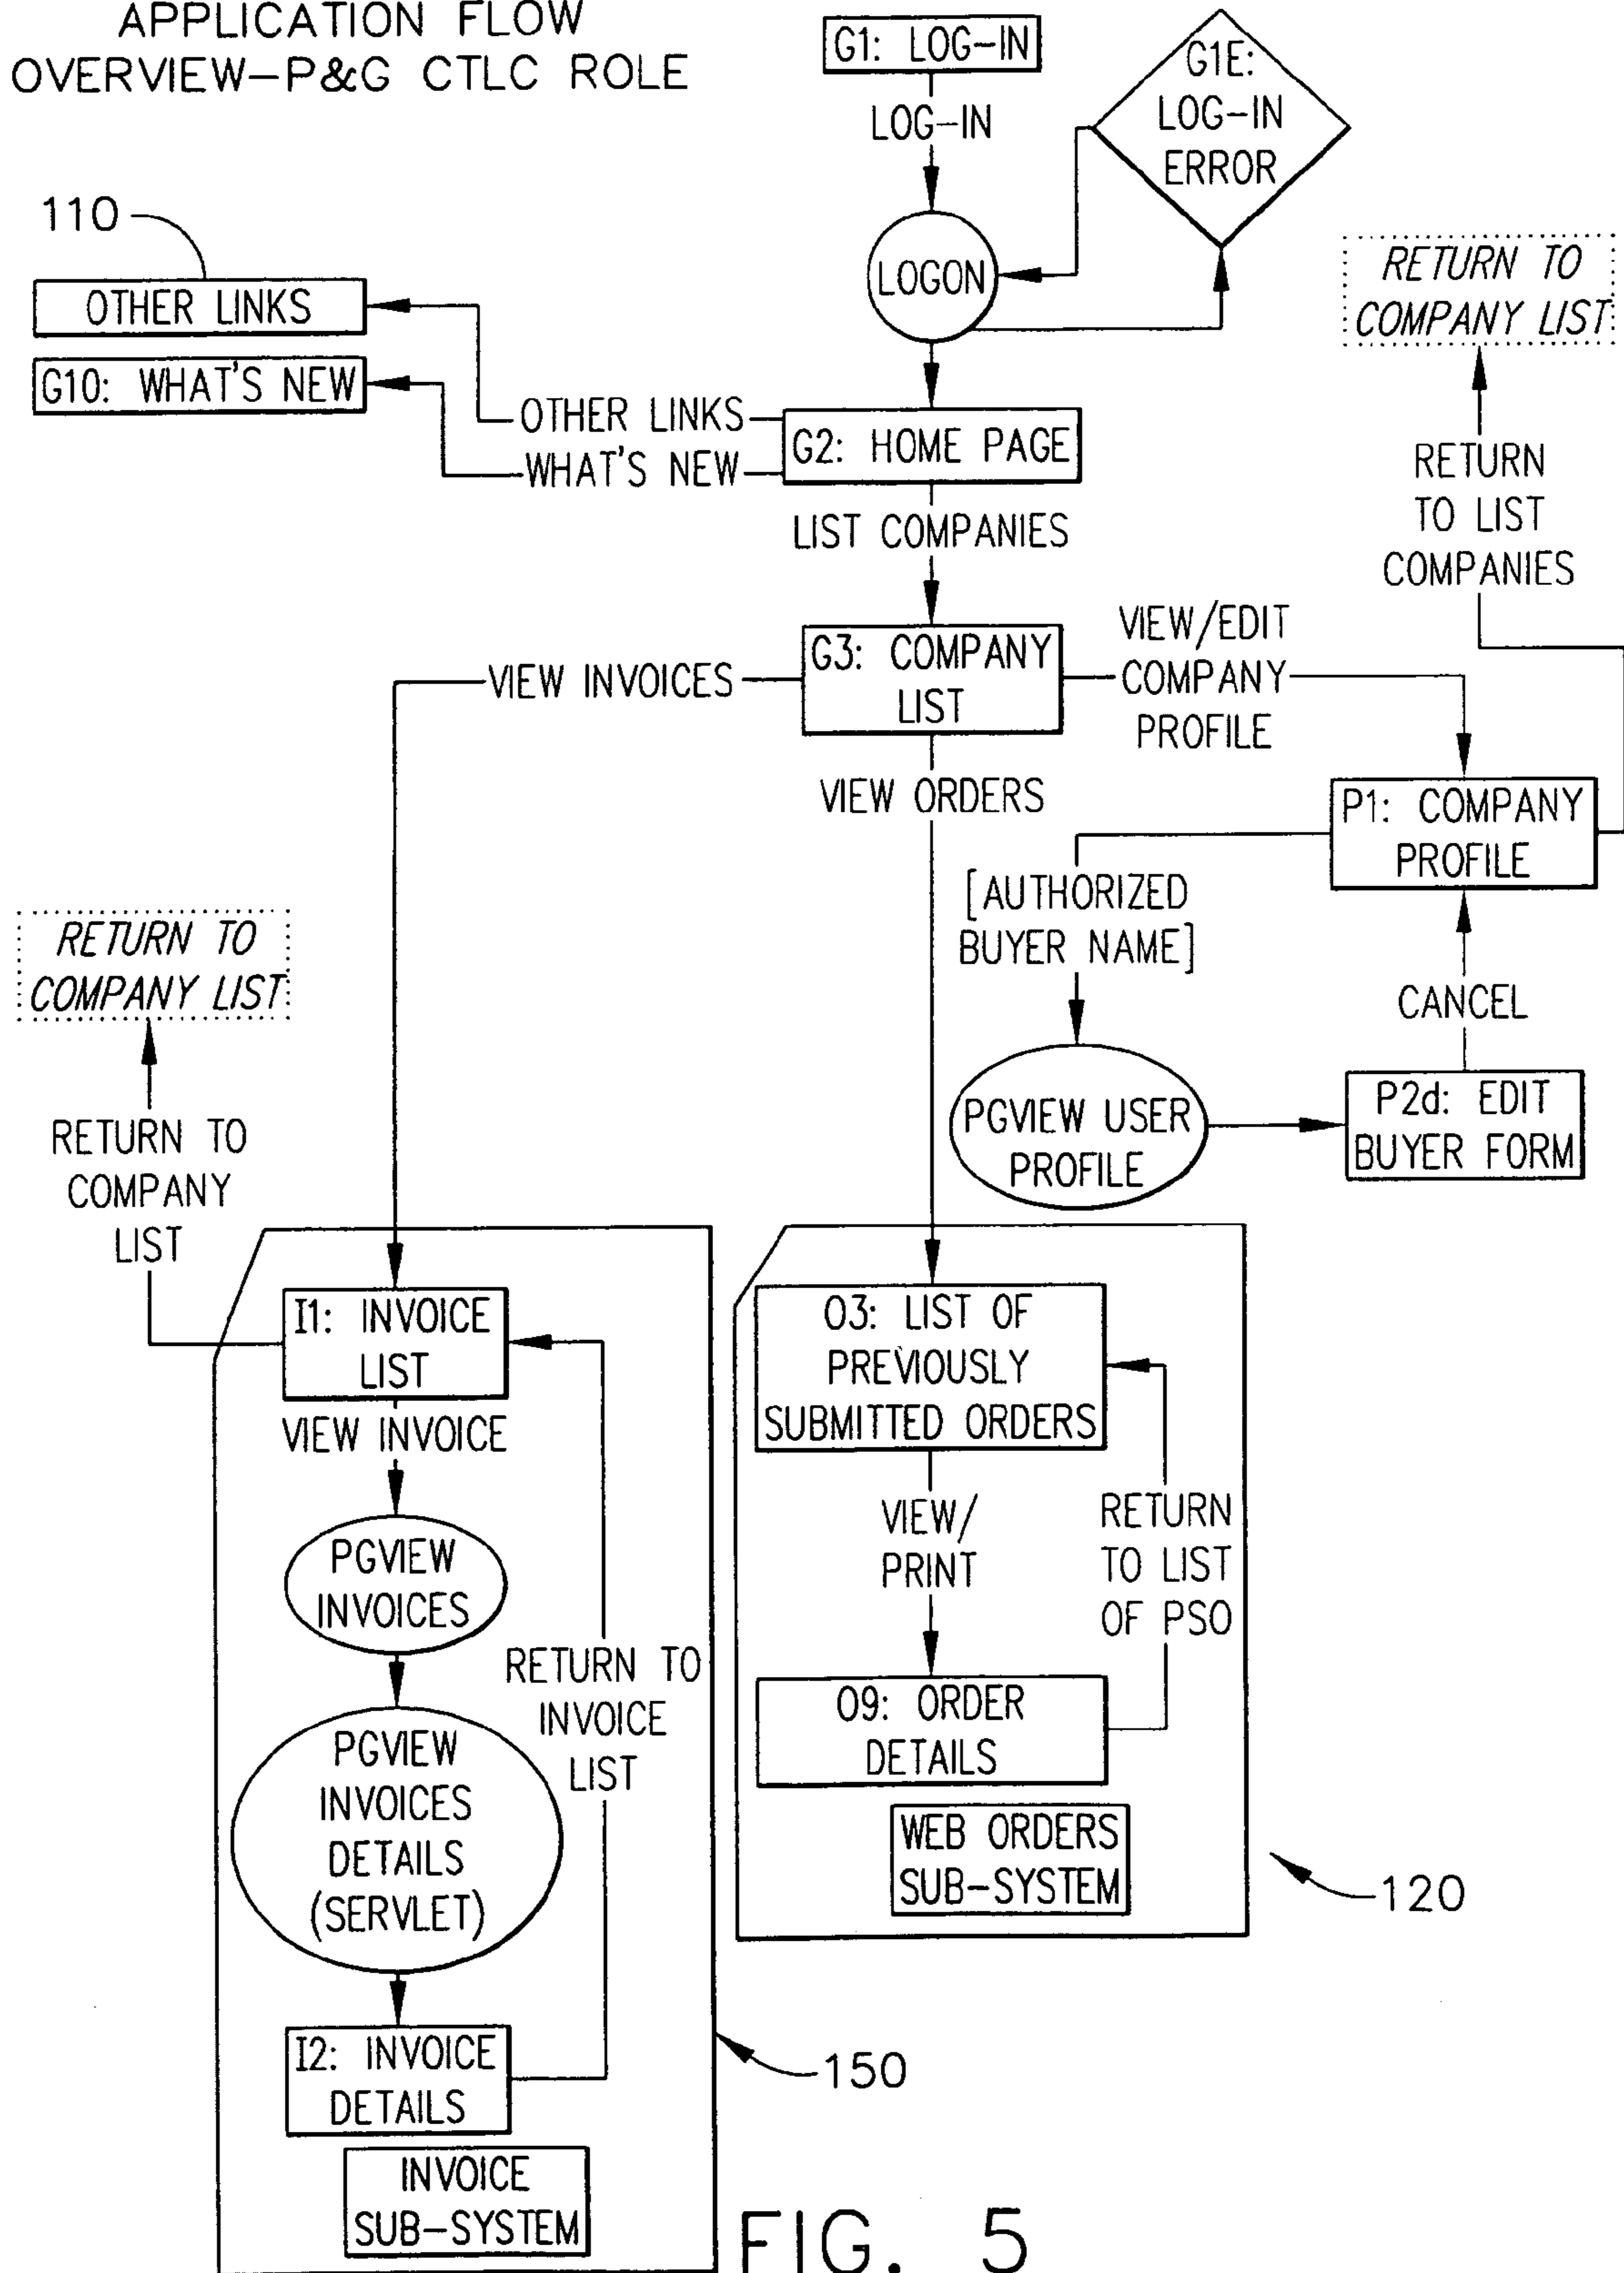 APPLICATION FLOW
OVERVIEW-P&G CTLC ROLE
G1: LOG-IN
LOG-IN
G1E:
LOG-IN
ERROR
LOGON
110
OTHER LINKS
G10: WHAT'S NEW
OTHER LINKS
WHAT'S NEW
G2: HOME PAGE
LIST COMPANIES
RETURN TO
COMPANY LIST
RETURN
TO LIST
COMPANIES
G3: COMPANY
LIST
VIEW INVOICES
VIEW/EDIT
COMPANY
PROFILE
VIEW ORDERS
P1: COMPANY
PROFILE
[AUTHORIZED
BUYER NAME]
CANCEL
PGVIEW USER
PROFILE
P2d: EDIT
BUYER FORM
RETURN TO
COMPANY LIST
RETURN TO
COMPANY
LIST
I1: INVOICE
LIST
VIEW INVOICE
PGVIEW
INVOICES
PGVIEW
INVOICES
DETAILS
(SERVLET)
RETURN TO
INVOICE
LIST
I2: INVOICE
DETAILS
INVOICE
SUB-SYSTEM
150
O3: LIST OF
PREVIOUSLY
SUBMITTED ORDERS
VIEW/
PRINT
RETURN
TO LIST
OF PSO
O9: ORDER
DETAILS
WEB ORDERS
SUB-SYSTEM
120
FIG. 5